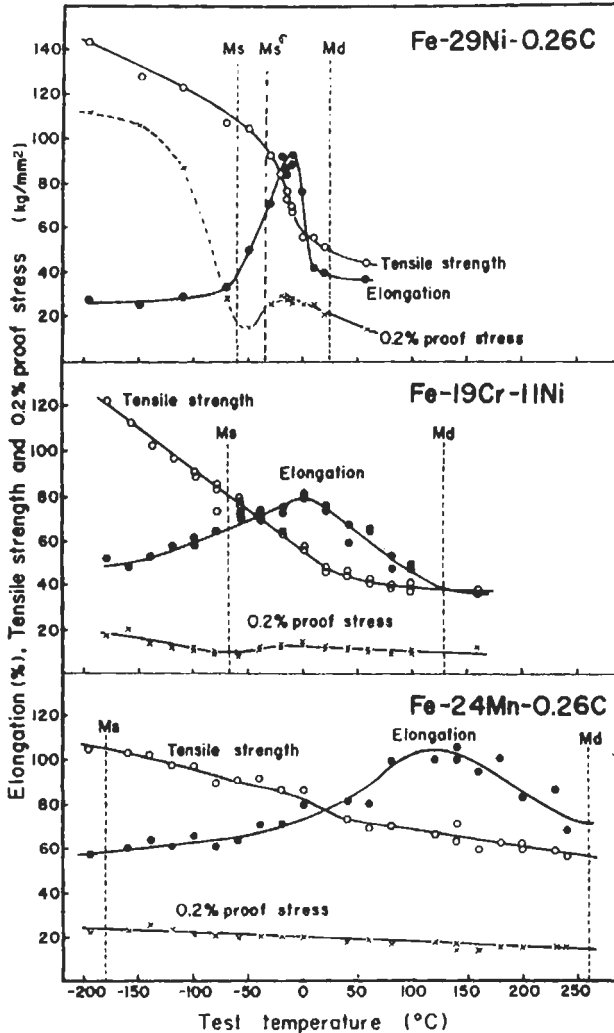 Elongation (%), Tensile strength and 0.2% proof stress (kg/mm²)
Fe-29Ni-0.26C
Ms
Msσ
Md
140
120
100
80
60
40
20
Tensile strength
Elongation
0.2% proof stress
Fe-19Cr-11Ni
120
100
80
60
40
20
Tensile strength
Ms
Md
Elongation
0.2% proof stress
Fe-24Mn-0.26C
120
100
80
60
40
20
Ms
Tensile strength
Elongation
Md
0.2% proof stress
-200 -150 -100 -50 0 50 100 150 200 250
Test temperature (°C)